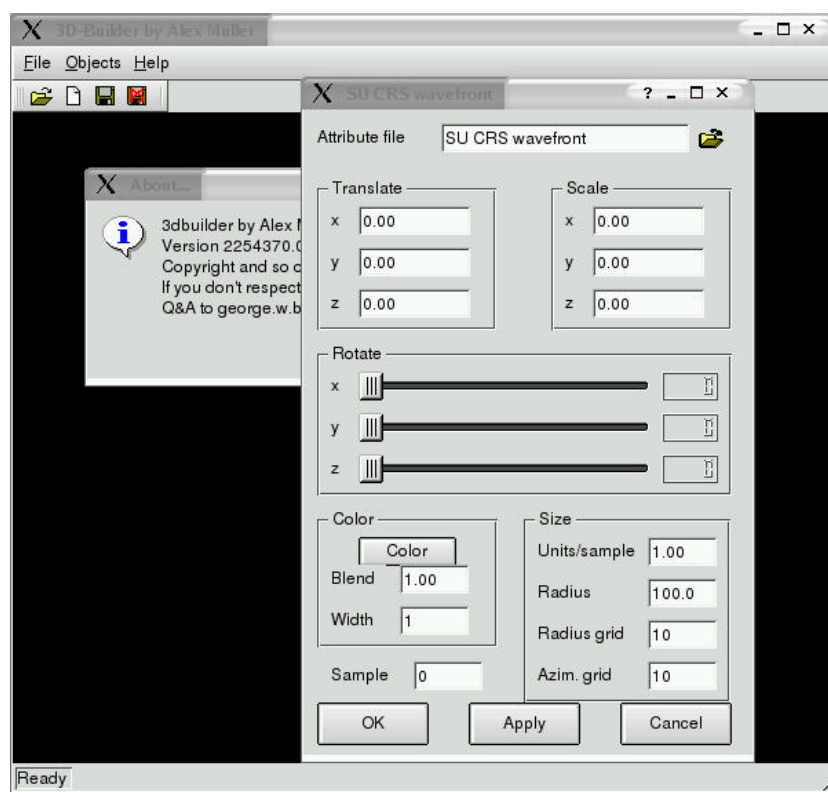 3D-Builder by Alex Müller
File Objects Help
SU CRS wavefront
Attribute file SU CRS wavefront
About...
3dbuilder by Alex
Version 2254370.
Copyright and so
If you don't respect
Q&A to george.w.b
Translate
x 0.00
y 0.00
z 0.00
Scale
x 0.00
y 0.00
z 0.00
Rotate
x 0
y 0
z 0
Color
Color
Blend 1.00
Width 1
Sample 0
Size
Units/sample 1.00
Radius 100.0
Radius grid 10
Azim. grid 10
OK Apply Cancel
Ready